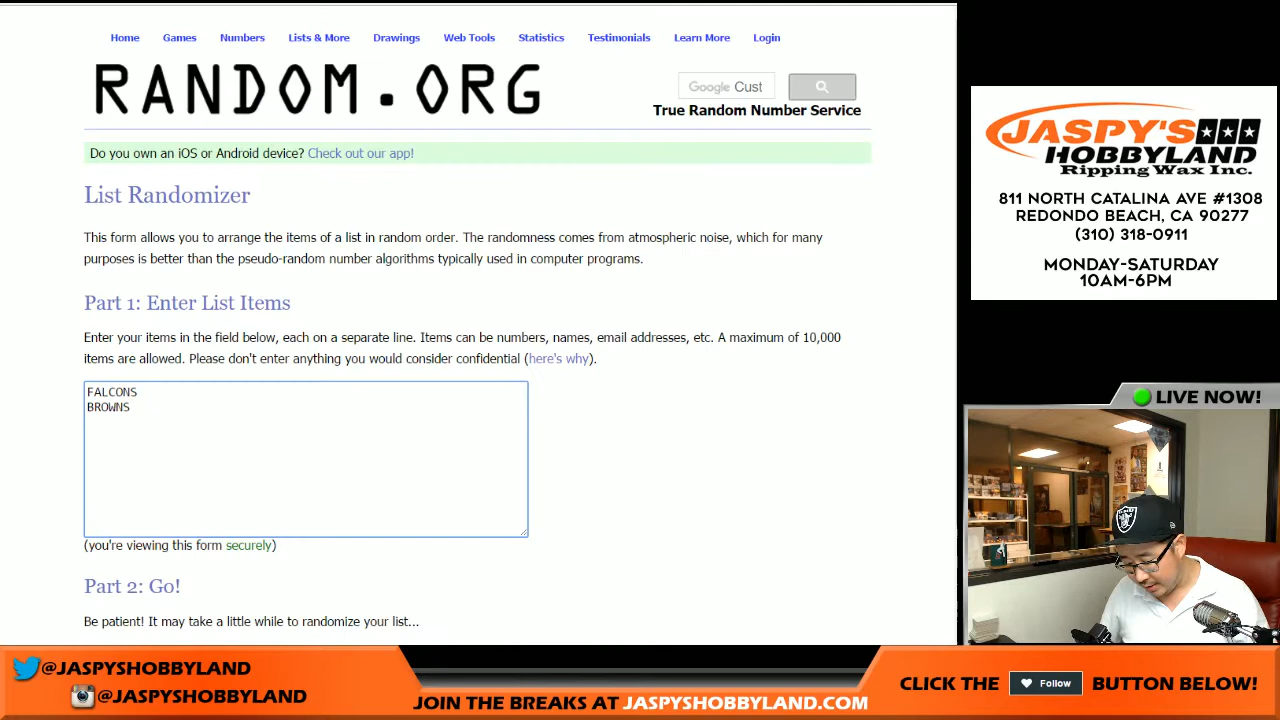 Home Games Numbers Lists & More Drawings Web Tools Statistics Testimonials Learn More Login
RANDOM.ORG
Google Cust
True Random Number Service
Do you own an iOS or Android device? Check out our app!
List Randomizer
This form allows you to arrange the items of a list in random order. The randomness comes from atmospheric noise, which for many
purposes is better than the pseudo-random number algorithms typically used in computer programs.
Part 1: Enter List Items
Enter your items in the field below, each on a separate line. Items can be numbers, names, email addresses, etc. A maximum of 10,000
items are allowed. Please don't enter anything you would consider confidential (here's why).
FALCONS
BROWNS
(you're viewing this form securely)
Part 2: Go!
Be patient! It may take a little while to randomize your list...
JASPY'S
HOBBYLAND
Ripping Wax Inc.
811 NORTH CATALINA AVE #1308
REDONDO BEACH, CA 90277
(310) 318-0911
MONDAY-SATURDAY
10AM-6PM
LIVE NOW!
@JASPYSHOBBYLAND
@JASPYSHOBBYLAND
JOIN THE BREAKS AT JASPYSHOBBYLAND.COM
CLICK THE Follow BUTTON BELOW!